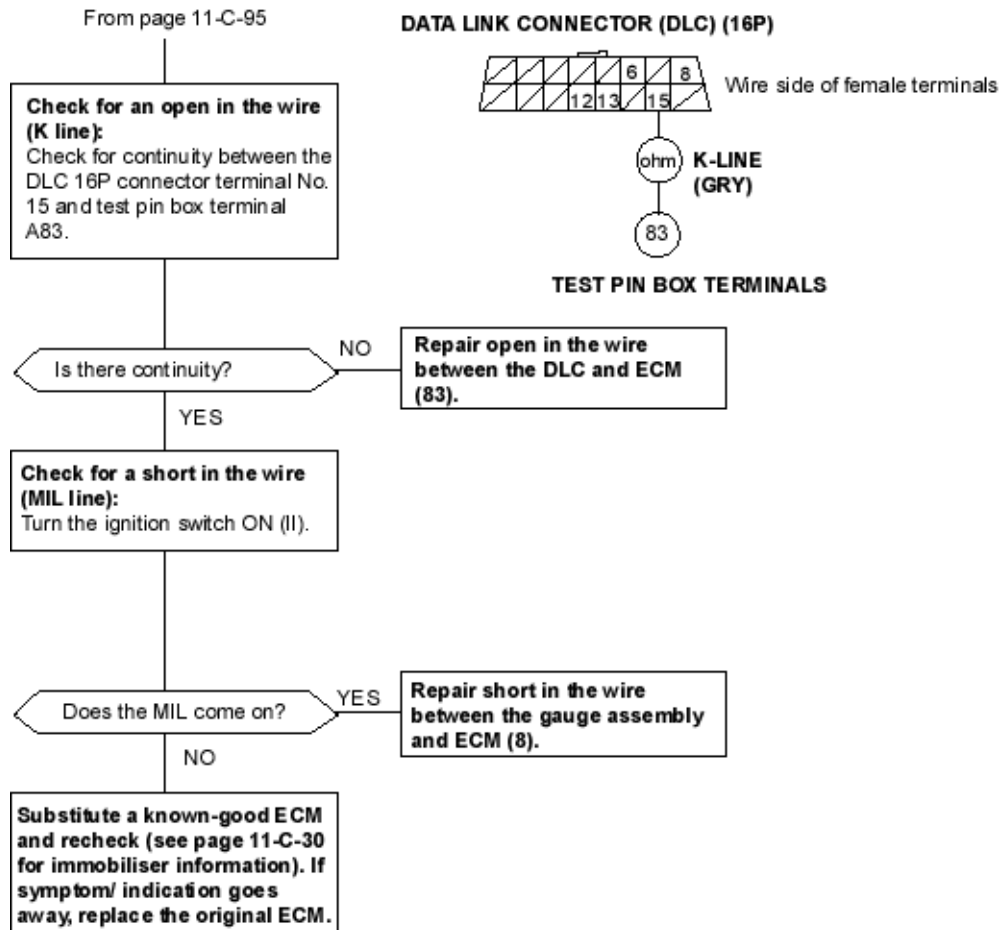 From page 11-C-95
DATA LINK CONNECTOR (DLC) (16P)
6
8
12
13
15
Wire side of female terminals
Check for an open in the wire
(K line):
Check for continuity between the
DLC 16P connector terminal No.
15 and test pin box terminal
A83.
ohm
K-LINE
(GRY)
83
TEST PIN BOX TERMINALS
Is there continuity?
NO
Repair open in the wire
between the DLC and ECM
(83).
YES
Check for a short in the wire
(MIL line):
Turn the ignition switch ON (II).
Does the MIL come on?
YES
Repair short in the wire
between the gauge assembly
and ECM (8).
NO
Substitute a known-good ECM
and recheck (see page 11-C-30
for immobiliser information). If
symptom/ indication goes
away, replace the original ECM.